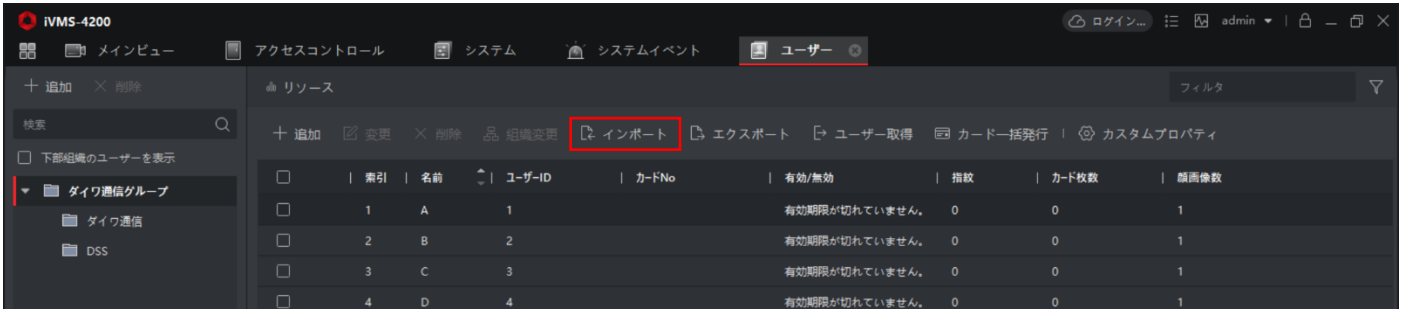 iVMS-4200 ログイン... admin
メインビュー アクセスコントロール システム システムイベント ユーザー
追加 削除 リソース フィルタ
検索 追加 変更 削除 組織変更 インポート エクスポート ユーザー取得 カード一括発行 カスタムプロパティ
下部組織のユーザーを表示
索引 名前 ユーザーID カードNo 有効/無効 指紋 カード枚数 顔画像数
ダイワ通信グループ
1 A 1 有効期限が切れていません。 0 0 1
ダイワ通信
2 B 2 有効期限が切れていません。 0 0 1
DSS
3 C 3 有効期限が切れていません。 0 0 1
4 D 4 有効期限が切れていません。 0 0 1